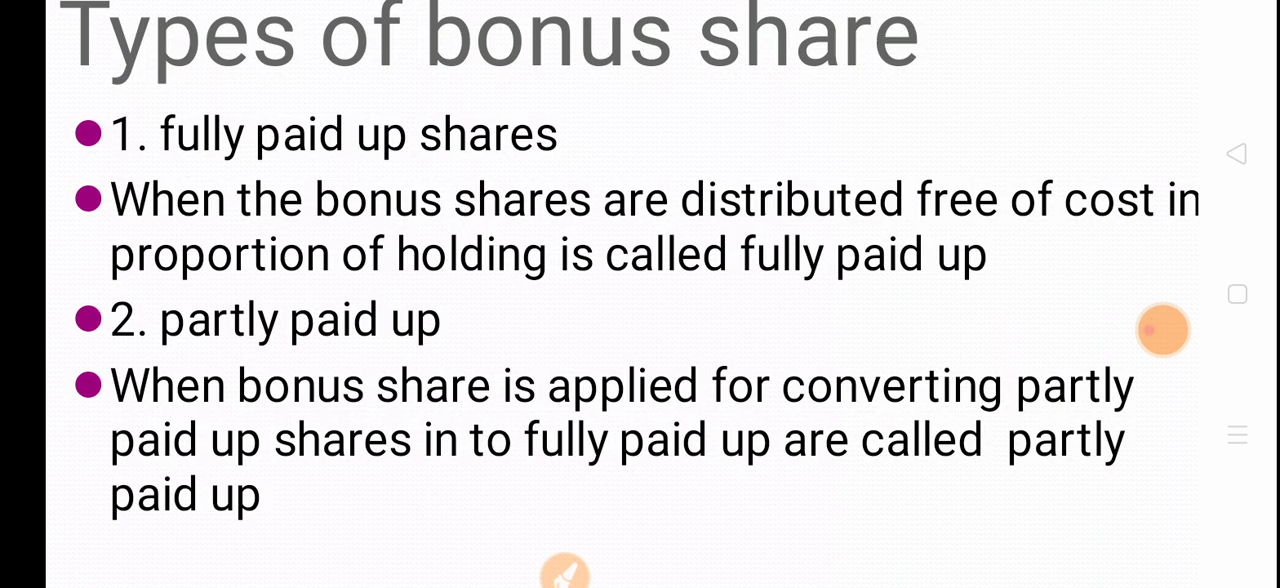 Types of bonus share
1. fully paid up shares
When the bonus shares are distributed free of cost in
proportion of holding is called fully paid up
2. partly paid up
When bonus share is applied for converting partly
paid up shares in to fully paid up are called  partly
paid up